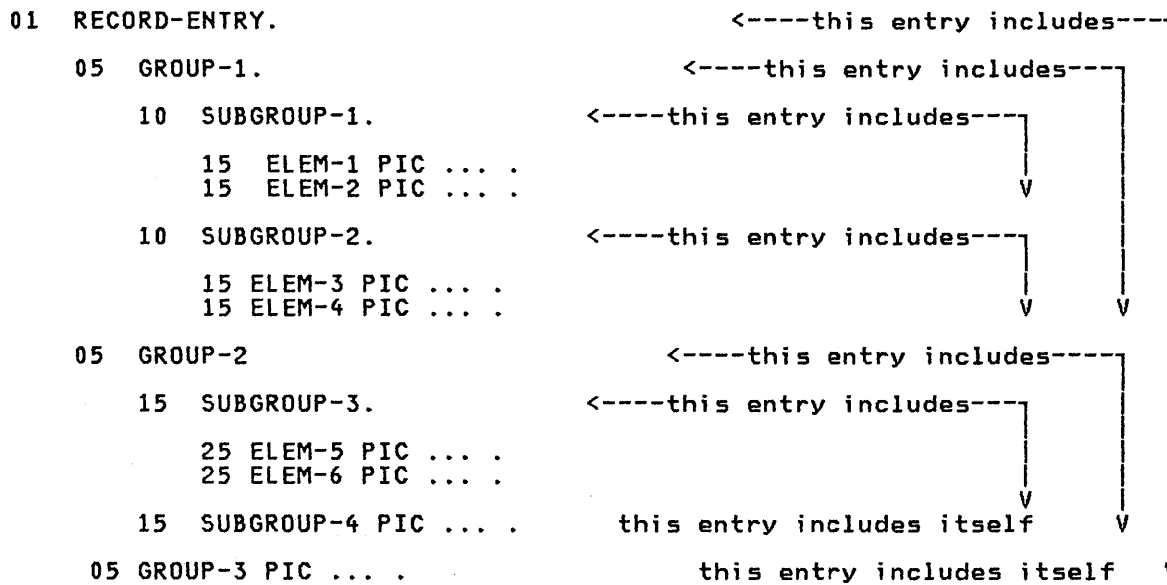 01 RECORD-ENTRY. <----this entry includes----
05 GROUP-1. <----this entry includes----
10 SUBGROUP-1. <----this entry includes----
15 ELEM-1 PIC ... .
15 ELEM-2 PIC ... .
V
10 SUBGROUP-2. <----this entry includes----
15 ELEM-3 PIC ... .
15 ELEM-4 PIC ... .
V V
05 GROUP-2 <----this entry includes----
15 SUBGROUP-3. <----this entry includes----
25 ELEM-5 PIC ... .
25 ELEM-6 PIC ... .
V
15 SUBGROUP-4 PIC ... . this entry includes itself V
05 GROUP-3 PIC ... . this entry includes itself